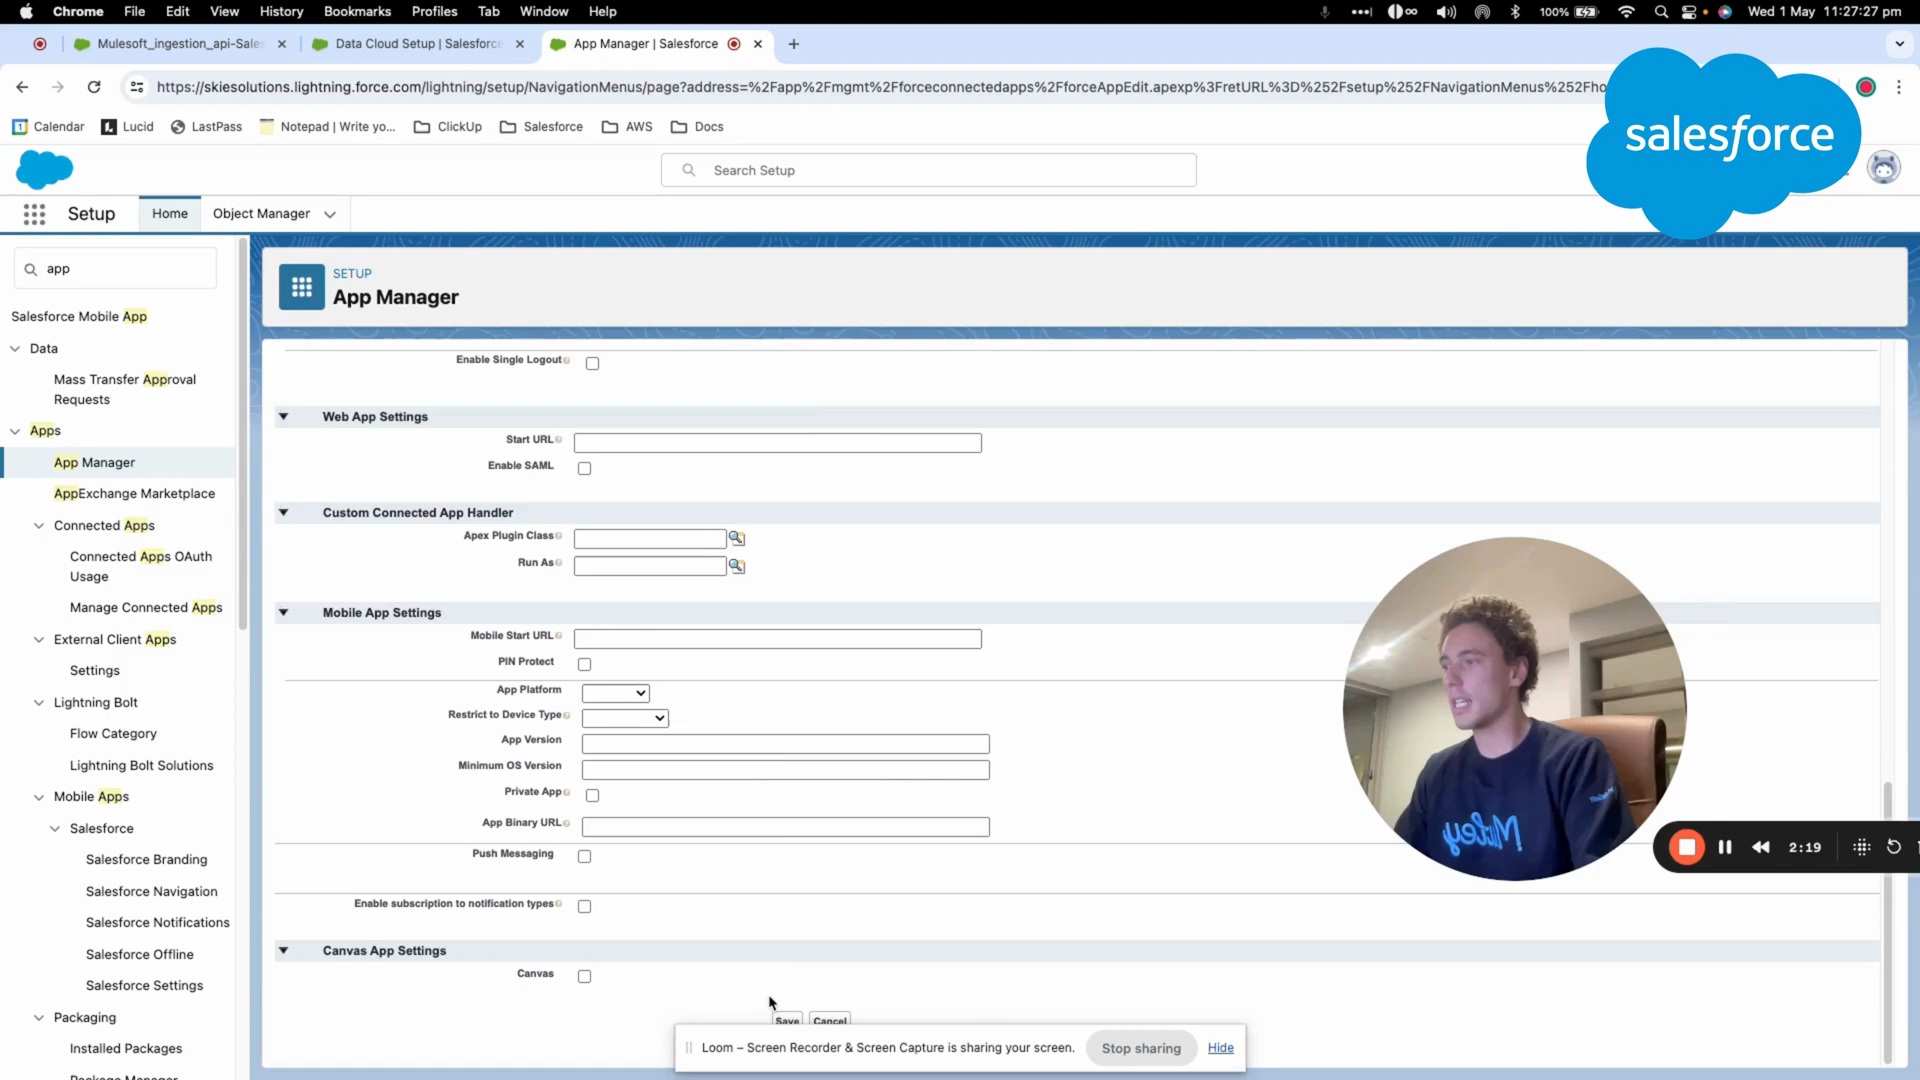 Chrome File Edit View History Bookmarks Profiles Tab Window Help
100% Wed 1 May 11:27:27 pm
Mulesoft_ingestion_api-Sales
Data Cloud Setup | Salesforce
App Manager | Salesforce
https://skiesolutions.lightning.force.com/lightning/setup/NavigationMenus/page?address=%2Fapp%2Fmgmt%2Fforceconnectedapps%2FforceAppEdit.apexp%3FretURL%3D%252Fsetup%252FNavigationMenus%252Fho
Calendar
Lucid
LastPass
Notepad | Write yo...
ClickUp
Salesforce
AWS
Docs
salesforce
Search Setup
Setup
Home
Object Manager
app
Salesforce Mobile App
Data
Mass Transfer Approval
Requests
Apps
App Manager
AppExchange Marketplace
Connected Apps
Connected Apps OAuth
Usage
Manage Connected Apps
External Client Apps
Settings
Lightning Bolt
Flow Category
Lightning Bolt Solutions
Mobile Apps
Salesforce
Salesforce Branding
Salesforce Navigation
Salesforce Notifications
Salesforce Offline
Salesforce Settings
Packaging
Installed Packages
Package Manager
SETUP
App Manager
Enable Single Logout
Web App Settings
Start URL
Enable SAML
Custom Connected App Handler
Apex Plugin Class
Run As
Mobile App Settings
Mobile Start URL
PIN Protect
App Platform
Restrict to Device Type
App Version
Minimum OS Version
Private App
App Binary URL
Push Messaging
Enable subscription to notification types
Canvas App Settings
Canvas
Save
Cancel
Loom – Screen Recorder & Screen Capture is sharing your screen.
Stop sharing
Hide
2:19